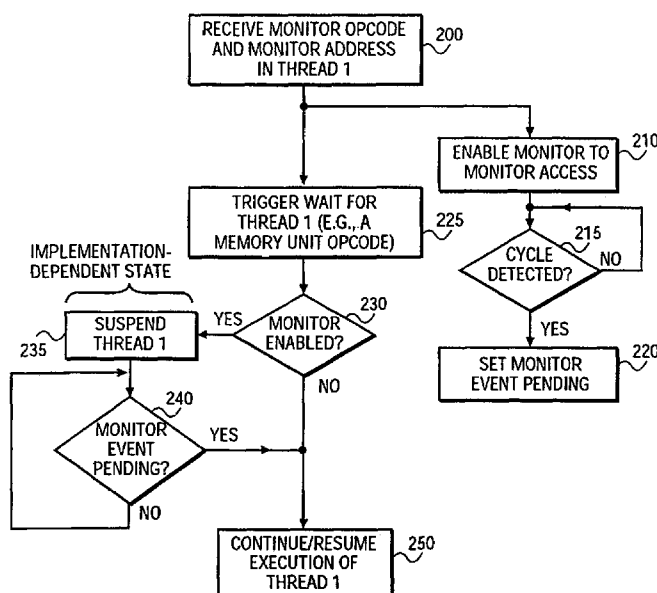 RECEIVE MONITOR OPCODE
AND MONITOR ADDRESS
IN THREAD 1
200
ENABLE MONITOR TO
MONITOR ACCESS
210
TRIGGER WAIT FOR
THREAD 1 (E.G., A
MEMORY UNIT OPCODE)
225
CYCLE
DETECTED?
215
NO
YES
IMPLEMENTATION-
DEPENDENT STATE
SUSPEND
THREAD 1
235
YES
MONITOR
ENABLED?
230
NO
SET MONITOR
EVENT PENDING
220
MONITOR
EVENT
PENDING?
240
YES
NO
CONTINUE/RESUME
EXECUTION OF
THREAD 1
250